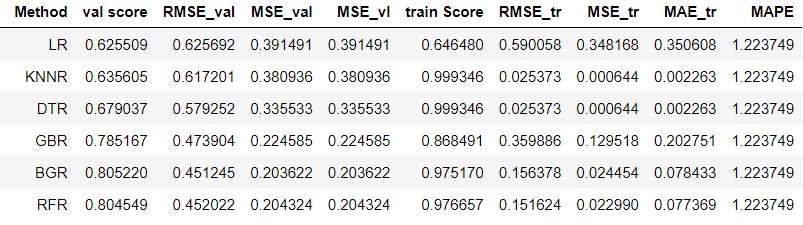 Method val score RMSE_val MSE_val MSE_vl train Score RMSE_tr MSE_tr MAE_tr MAPE
LR 0.625509 0.625692 0.391491 0.391491 0.646480 0.590058 0.348168 0.350608 1.223749
KNNR 0.635605 0.617201 0.380936 0.380936 0.999346 0.025373 0.000644 0.002263 1.223749
DTR 0.679037 0.579252 0.335533 0.335533 0.999346 0.025373 0.000644 0.002263 1.223749
GBR 0.785167 0.473904 0.224585 0.224585 0.868491 0.359886 0.129518 0.202751 1.223749
BGR 0.805220 0.451245 0.203622 0.203622 0.975170 0.156378 0.024454 0.078433 1.223749
RFR 0.804549 0.452022 0.204324 0.204324 0.976657 0.151624 0.022990 0.077369 1.223749